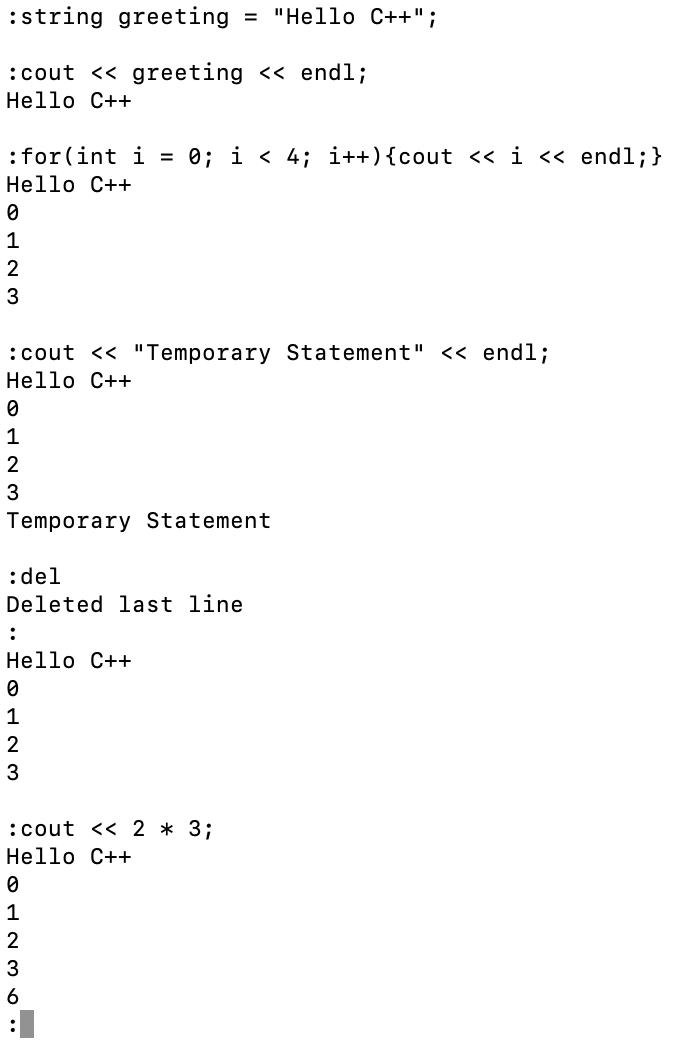 :string greeting = "Hello C++";
:cout << greeting << endl;
Hello C++
:for(int i = 0; i < 4; i++){cout << i << endl;}
Hello C++
0
1
2
3
:cout << "Temporary Statement" << endl;
Hello C++
0
1
2
3
Temporary Statement
:del
Deleted last line
:
Hello C++
0
1
2
3
:cout << 2 * 3;
Hello C++
0
1
2
3
6
: